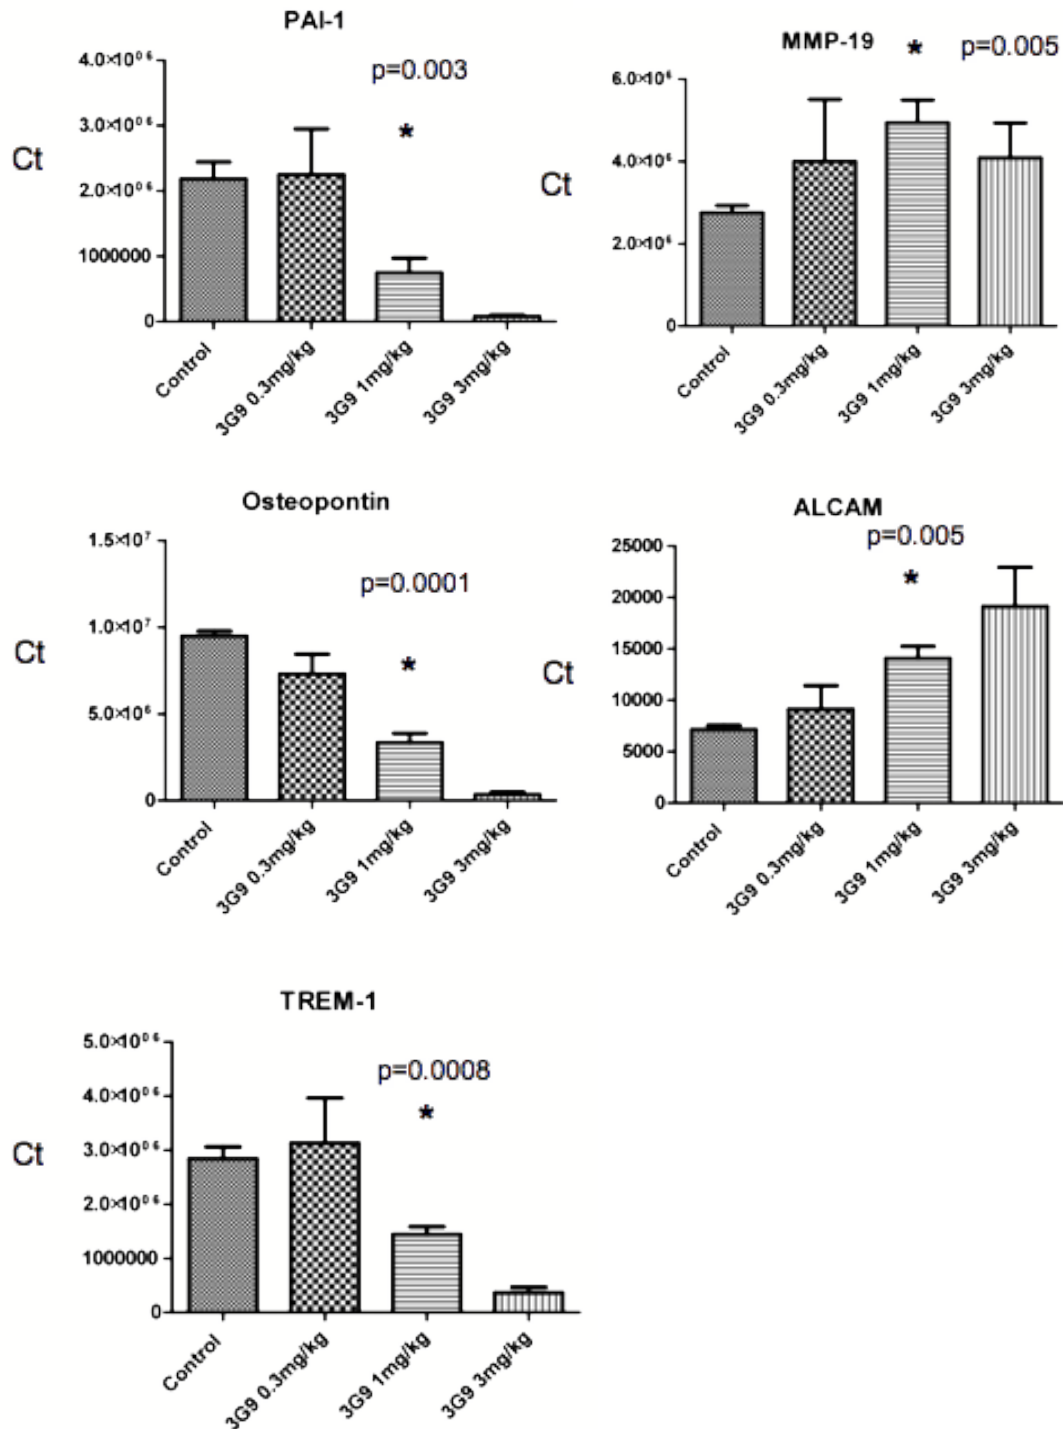 PAI-1
4.0×10⁰⁶
p=0.003
3.0×10⁰⁶
*
Ct
2.0×10⁰⁶
1000000
0
Control
3G9 0.3mg/kg
3G9 1mg/kg
3G9 3mg/kg
MMP-19
* p=0.005
6.0×10⁶
4.0×10⁶
Ct
2.0×10⁶
0
Control
3G9 0.3mg/kg
3G9 1mg/kg
3G9 3mg/kg
Osteopontin
1.5×10⁷
p=0.0001
1.0×10⁷
*
Ct
5.0×10⁶
0
Control
3G9 0.3mg/kg
3G9 1mg/kg
3G9 3mg/kg
ALCAM
p=0.005
25000
*
20000
15000
Ct
10000
5000
0
Control
3G9 0.3mg/kg
3G9 1mg/kg
3G9 3mg/kg
TREM-1
5.0×10⁰⁶
p=0.0008
4.0×10⁰⁶
*
Ct
3.0×10⁰⁶
2.0×10⁰⁶
1000000
0
Control
3G9 0.3mg/kg
3G9 1mg/kg
3G9 3mg/kg